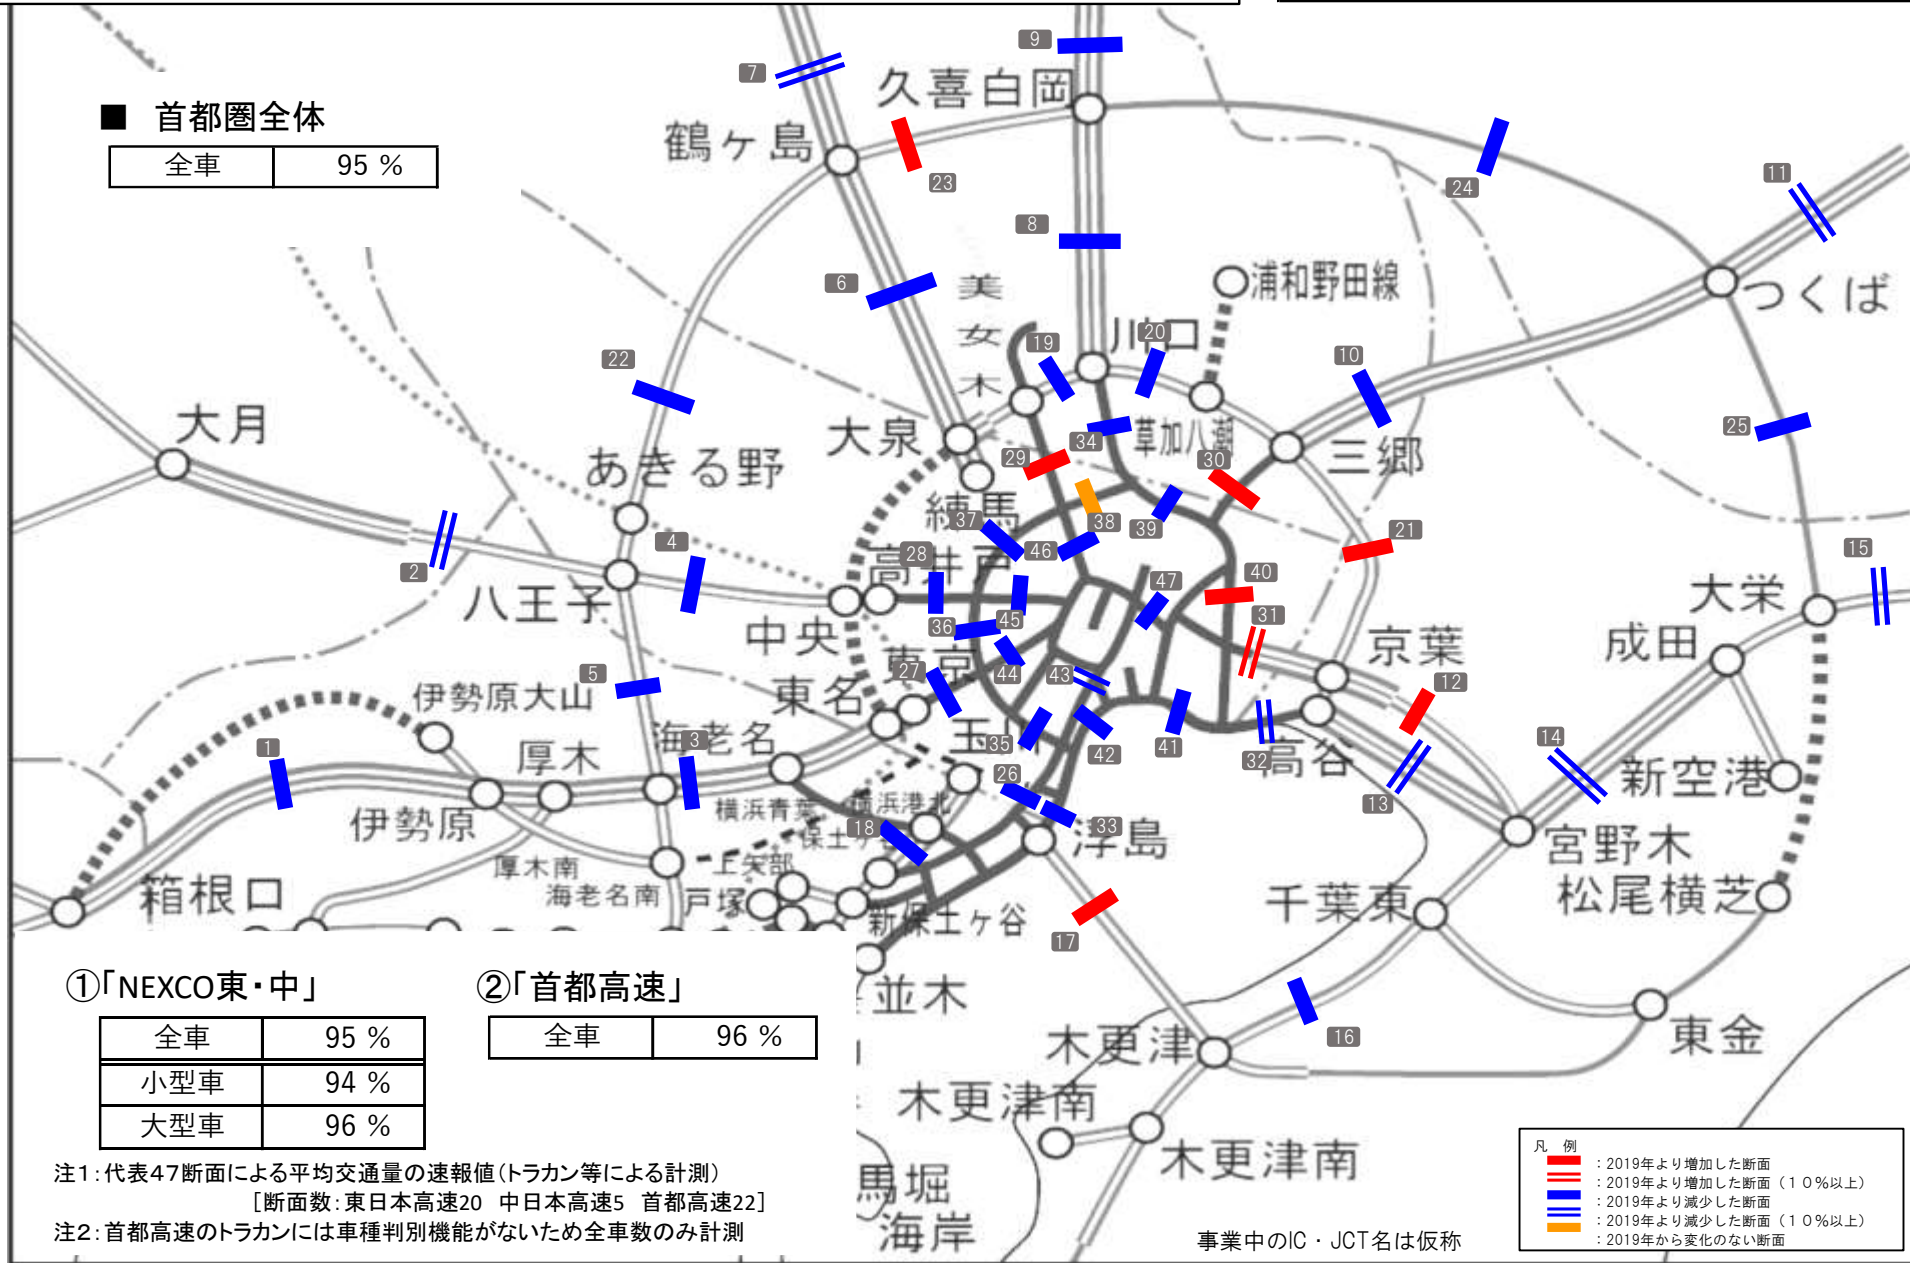 ■ 首都圏全体
全車 95 %
7
9
久喜白岡
鶴ヶ島
23
24
11
8
6
美女木
浦和野田線
つくば
22
19
川口
20
10
25
大月
あきる野
大泉
34
草加八潮
29
30
三郷
練馬
37
38
39
21
2
4
28
高井戸
46
15
八王子
中央
36
45
47
40
31
大栄
成田
京葉
5
伊勢原大山
27
東京
44
43
12
東名
1
厚木
海老名
3
玉川
35
42
41
32
高谷
14
新空港
伊勢原
横浜青葉
横浜港北
26
13
18
保土ヶ谷
33
浮島
宮野木
厚木南
上矢部
箱根口
海老名南
戸塚
新保土ヶ谷
17
千葉東
松尾横芝
並木
16
東金
木更津
木更津南
木更津南
馬堀
海岸
①「NEXCO東・中」
全車 95 %
小型車 94 %
大型車 96 %
②「首都高速」
全車 96 %
注1：代表47断面による平均交通量の速報値（トラカン等による計測）
［断面数：東日本高速20 中日本高速5 首都高速22］
注2：首都高速のトラカンには車種判別機能がないため全車数のみ計測
事業中のIC・JCT名は仮称
凡 例
：2019年より増加した断面
：2019年より増加した断面（１０％以上）
：2019年より減少した断面
：2019年より減少した断面（１０％以上）
：2019年から変化のない断面